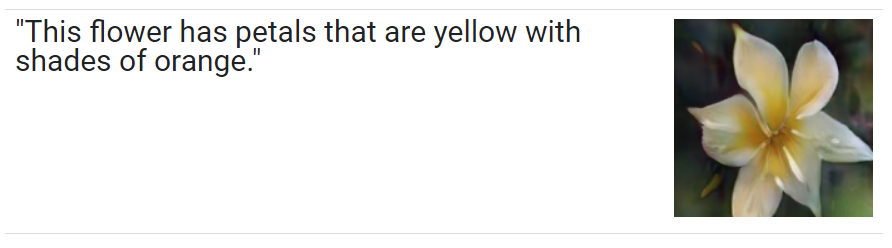 "This flower has petals that are yellow with
shades of orange."